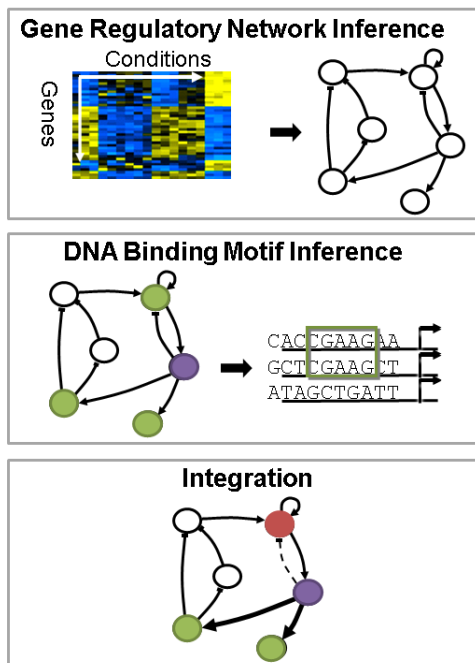 Gene Regulatory Network Inference
Conditions
Genes
DNA Binding Motif Inference
CACCGAAGAA
GCTCGAAGCT
ATAGCTGATT
Integration